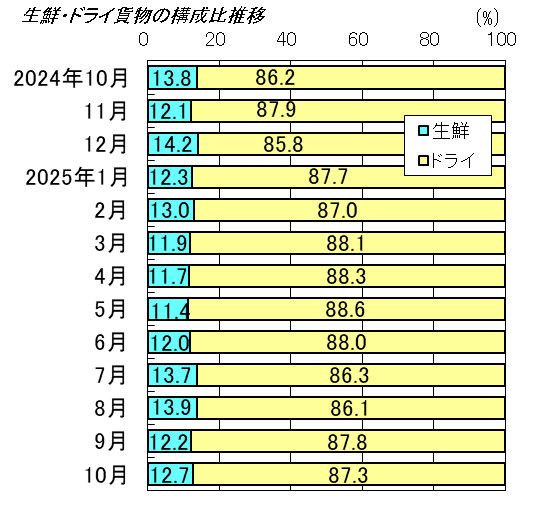 生鮮・ドライ貨物の構成比推移
(%)
0 20 40 60 80 100
2024年10月 13.8 86.2
11月 12.1 87.9
12月 14.2 85.8
生鮮
ドライ
2025年1月 12.3 87.7
2月 13.0 87.0
3月 11.9 88.1
4月 11.7 88.3
5月 11.4 88.6
6月 12.0 88.0
7月 13.7 86.3
8月 13.9 86.1
9月 12.2 87.8
10月 12.7 87.3